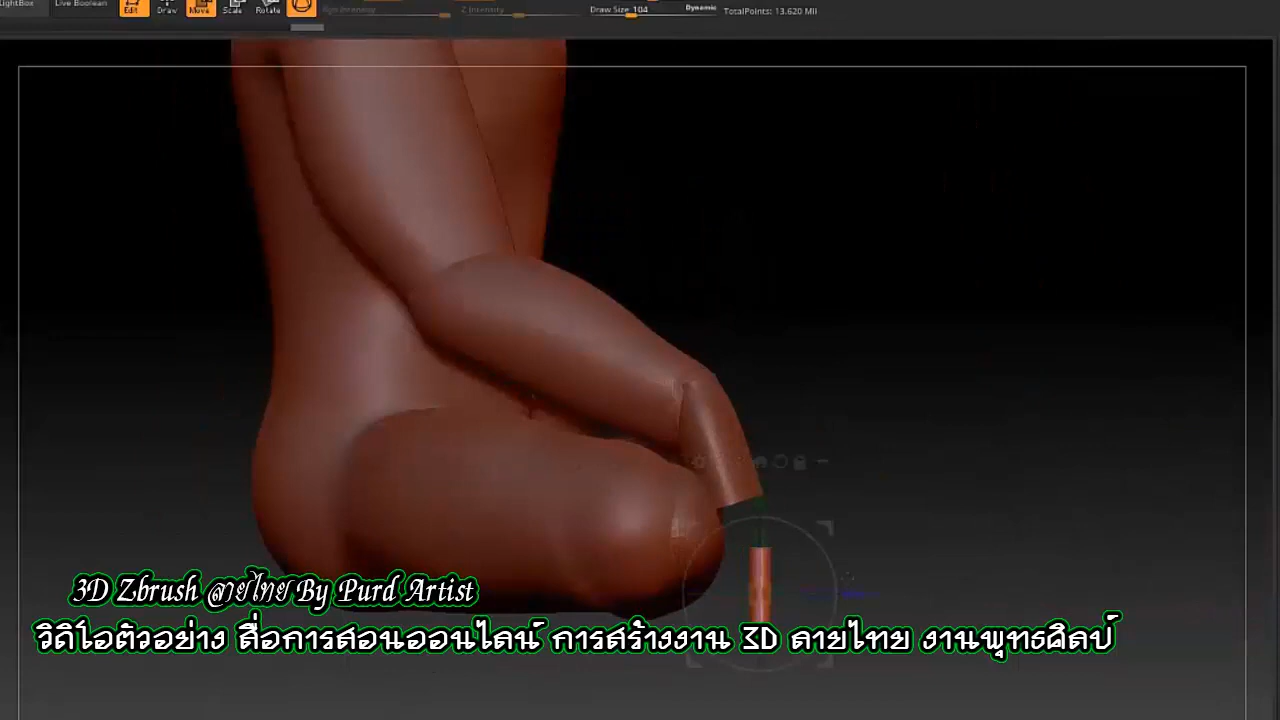 LightBox Live Boolean Edit Draw Move Scale Rotate Rgb Intensity Z Intensity Draw Size 104 Dynamic TotalPoints: 13.620 Mil
3D Zbrush ลายไทย By Purd Artist
วิดีโอตัวอย่าง สื่อการสอนออนไลน์ การสร้างงาน 3D ลายไทย งานพุทธศิลป์